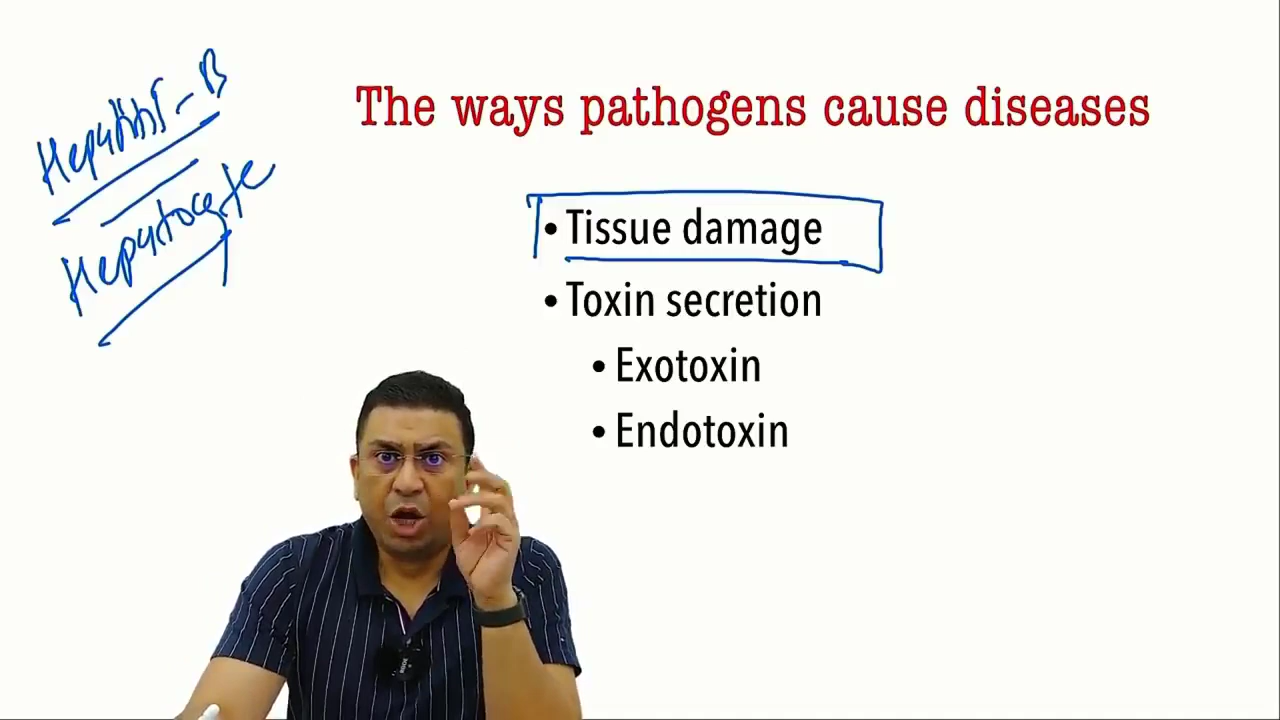 The ways pathogens cause diseases
Hepatitis-B
Hepatocyte
• Tissue damage
• Toxin secretion
• Exotoxin
• Endotoxin